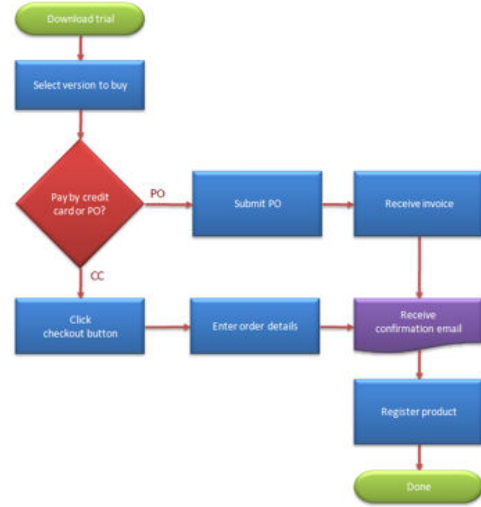 Download trial
Select version to buy
Pay by credit
card or PO?
PO
Submit PO
Receive invoice
CC
Click
checkout button
Enter order details
Receive
confirmation email
Register product
Done